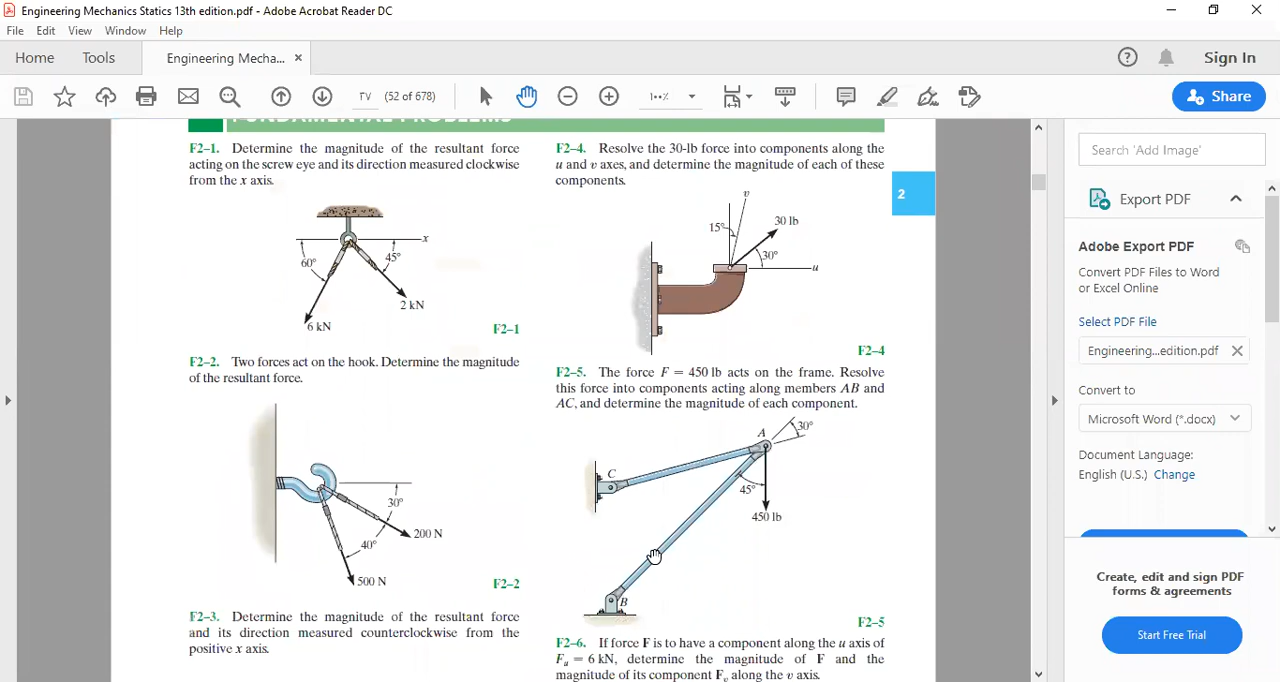 Engineering Mechanics Statics 13th edition.pdf - Adobe Acrobat Reader DC
File Edit View Window Help
Home Tools Engineering Mecha... × Sign In
٣٧ (52 of 678) ١٠٠% Share
FUNDAMENTAL PROBLEMS
F2–1. Determine the magnitude of the resultant force
acting on the screw eye and its direction measured clockwise
from the x axis.
x
60° 45°
2 kN
6 kN
F2–1
F2–2. Two forces act on the hook. Determine the magnitude
of the resultant force.
30°
200 N
40°
500 N
F2–2
F2–3. Determine the magnitude of the resultant force
and its direction measured counterclockwise from the
positive x axis.
F2–4. Resolve the 30-lb force into components along the
u and v axes, and determine the magnitude of each of these
components.
2
v
15° 30 lb
30°
u
F2–4
F2–5. The force F = 450 lb acts on the frame. Resolve
this force into components acting along members AB and
AC, and determine the magnitude of each component.
A 30°
C
45°
450 lb
B
F2–5
F2–6. If force F is to have a component along the u axis of
Fu = 6 kN, determine the magnitude of F and the
magnitude of its component Fv along the v axis.
Search 'Add Image'
Export PDF
Adobe Export PDF
Convert PDF Files to Word
or Excel Online
Select PDF File
Engineering...edition.pdf
Convert to
Microsoft Word (*.docx)
Document Language:
English (U.S.) Change
Create, edit and sign PDF
forms & agreements
Start Free Trial